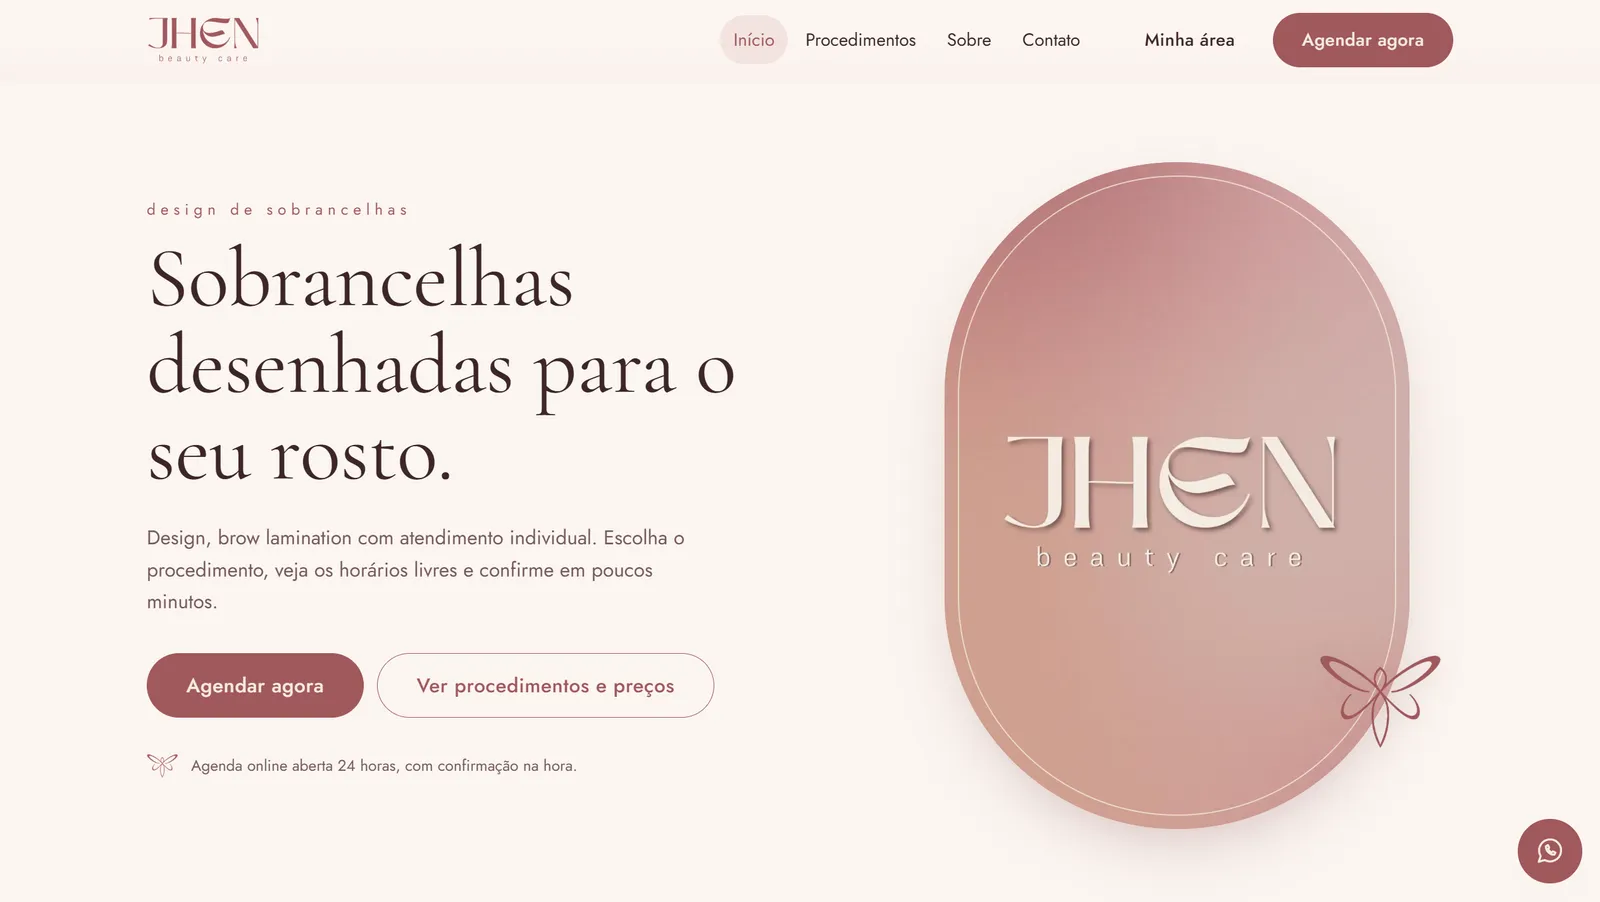 JHEN
beauty care
Início
Procedimentos
Sobre
Contato
Minha área
Agendar agora
design de sobrancelhas
Sobrancelhas
desenhadas para o
seu rosto.
Design, brow lamination com atendimento individual. Escolha o
procedimento, veja os horários livres e confirme em poucos
minutos.
Agendar agora
Ver procedimentos e preços
Agenda online aberta 24 horas, com confirmação na hora.
JHEN
beauty care